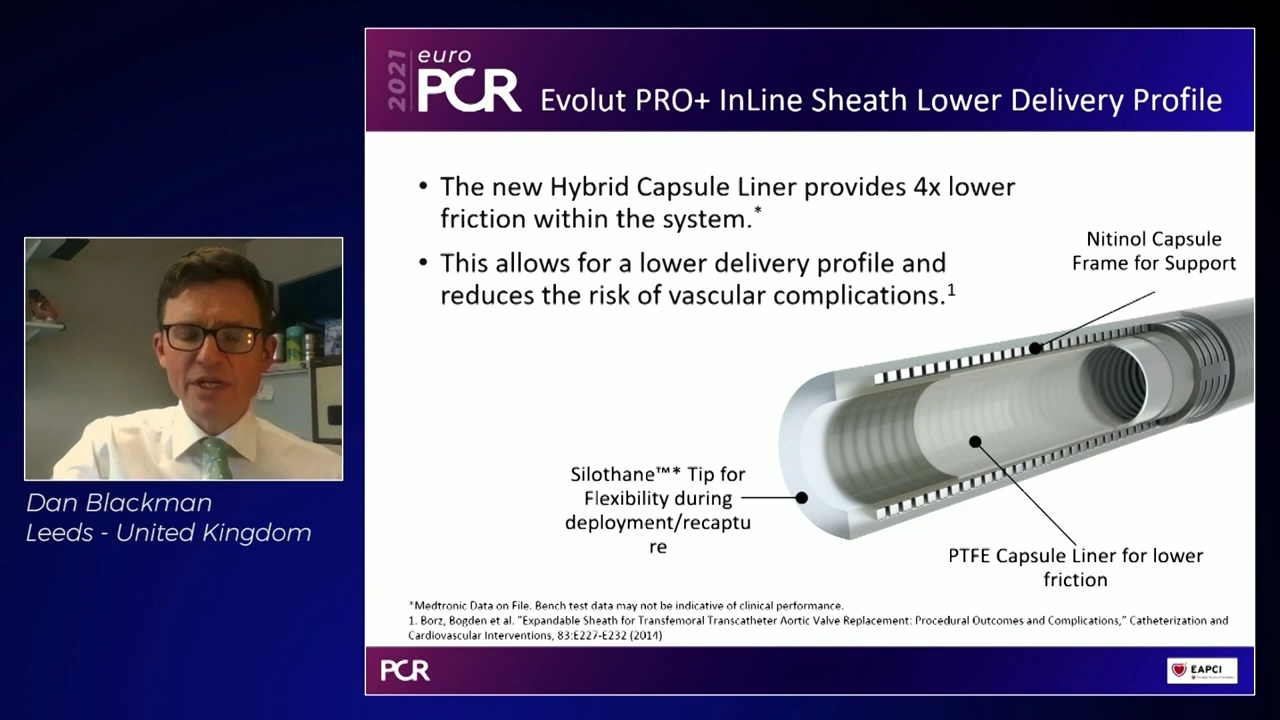 2021
euro
PCR
Evolut PRO+ InLine Sheath Lower Delivery Profile
• The new Hybrid Capsule Liner provides 4x lower
friction within the system.*
• This allows for a lower delivery profile and
reduces the risk of vascular complications.1
Nitinol Capsule
Frame for Support
Silothane™* Tip for
Flexibility during
deployment/recaptu
re
PTFE Capsule Liner for lower
friction
Dan Blackman
Leeds - United Kingdom
*Medtronic Data on File. Bench test data may not be indicative of clinical performance.
1. Borz, Bogden et al. "Expandable Sheath for Transfemoral Transcatheter Aortic Valve Replacement: Procedural Outcomes and Complications," Catheterization and
Cardiovascular Interventions, 83:E227-E232 (2014)
PCR
EAPCI